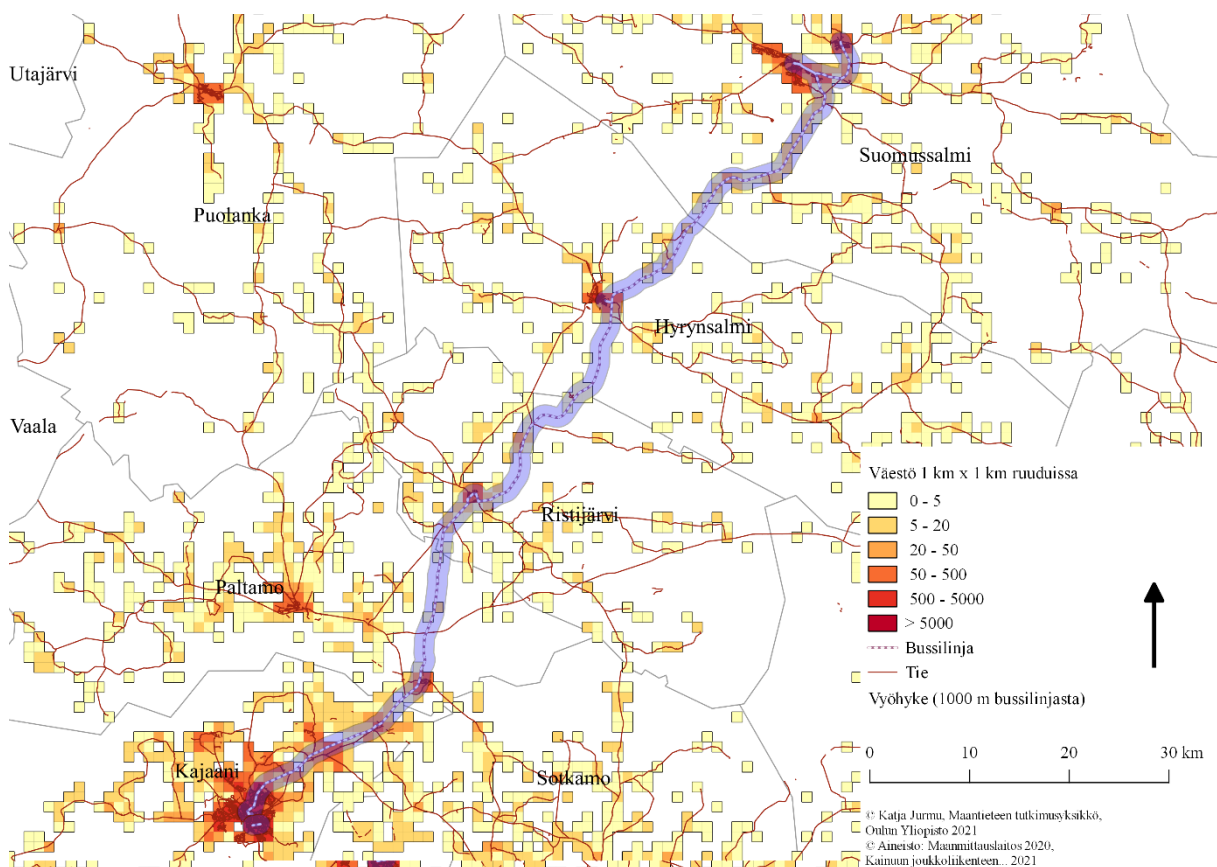 Utajärvi
Suomussalmi
Puolanka
Hyrynsalmi
Vaala
Ristijärvi
Paltamo
Kajaani
Sotkamo
Väestö 1 km x 1 km ruuduissa
0 - 5
5 - 20
20 - 50
50 - 500
500 - 5000
> 5000
Bussilinja
Tie
Vyöhyke (1000 m bussilinjasta)
0 10 20 30 km
© Katja Jurmu, Maantieteen tutkimusyksikkö,
Oulun Yliopisto 2021
© Aineisto: Maanmittauslaitos 2020,
Kainuun joukkoliikenteen... 2021